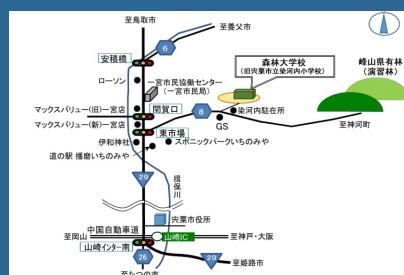 至鳥取市
至養父市
6
安積橋
森林大学校
(旧宍粟市立染河内小学校)
峰山県有林
(演習林)
ローソン
一宮市民協働センター
(一宮市民局)
マックスバリュー(旧)一宮店
閏賀口
8
染河内駐在所
マックスバリュー(新)一宮店
GS
東市場
至神河町
伊和神社
スポニックパークいちのみや
道の駅 播磨いちのみや
29
揖保川
宍粟市役所
中国自動車道
至岡山
山崎IC
至神戸・大阪
山崎インター南
26
29
至姫路市
至たつの市